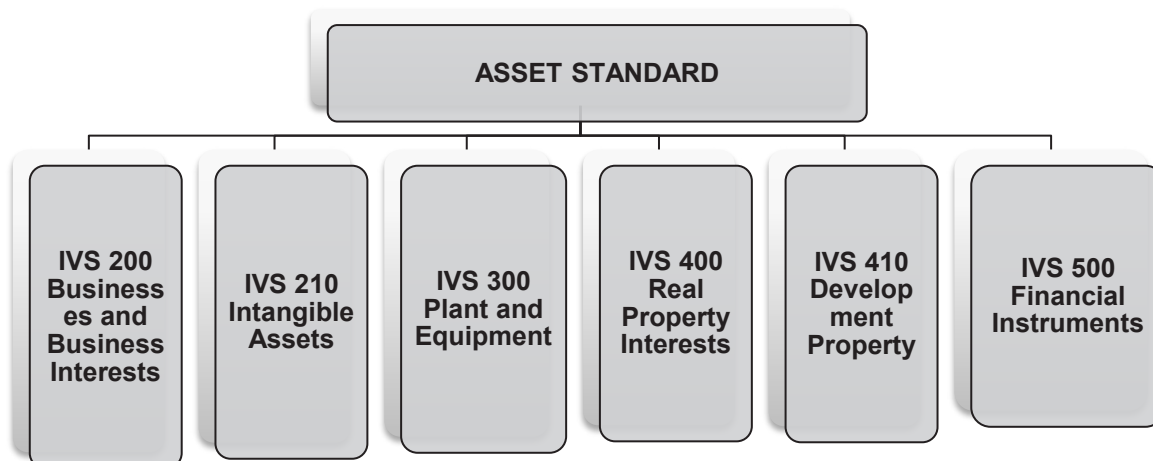 ASSET STANDARD
IVS 200
Business
es and
Business
Interests
IVS 210
Intangible
Assets
IVS 300
Plant and
Equipment
IVS 400
Real
Property
Interests
IVS 410
Develop
ment
Property
IVS 500
Financial
Instruments